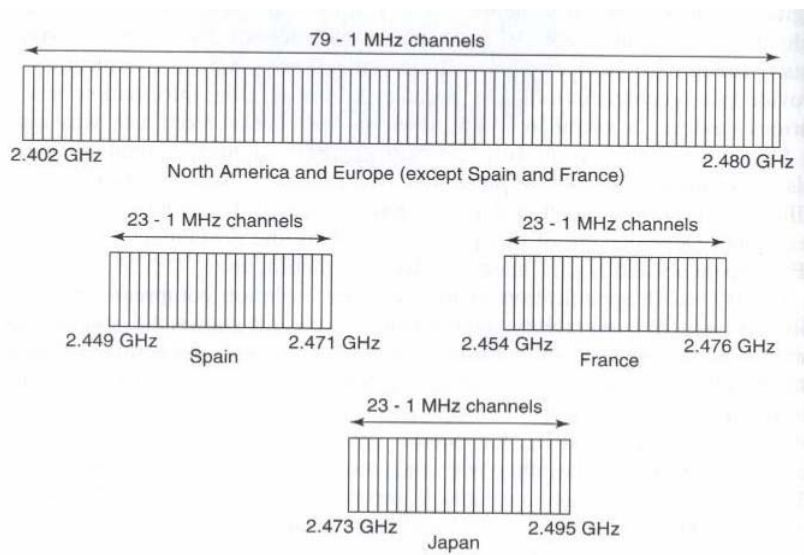 79 - 1 MHz channels
2.402 GHz
2.480 GHz
North America and Europe (except Spain and France)
23 - 1 MHz channels
23 - 1 MHz channels
2.449 GHz
2.471 GHz
2.454 GHz
2.476 GHz
Spain
France
23 - 1 MHz channels
2.473 GHz
2.495 GHz
Japan